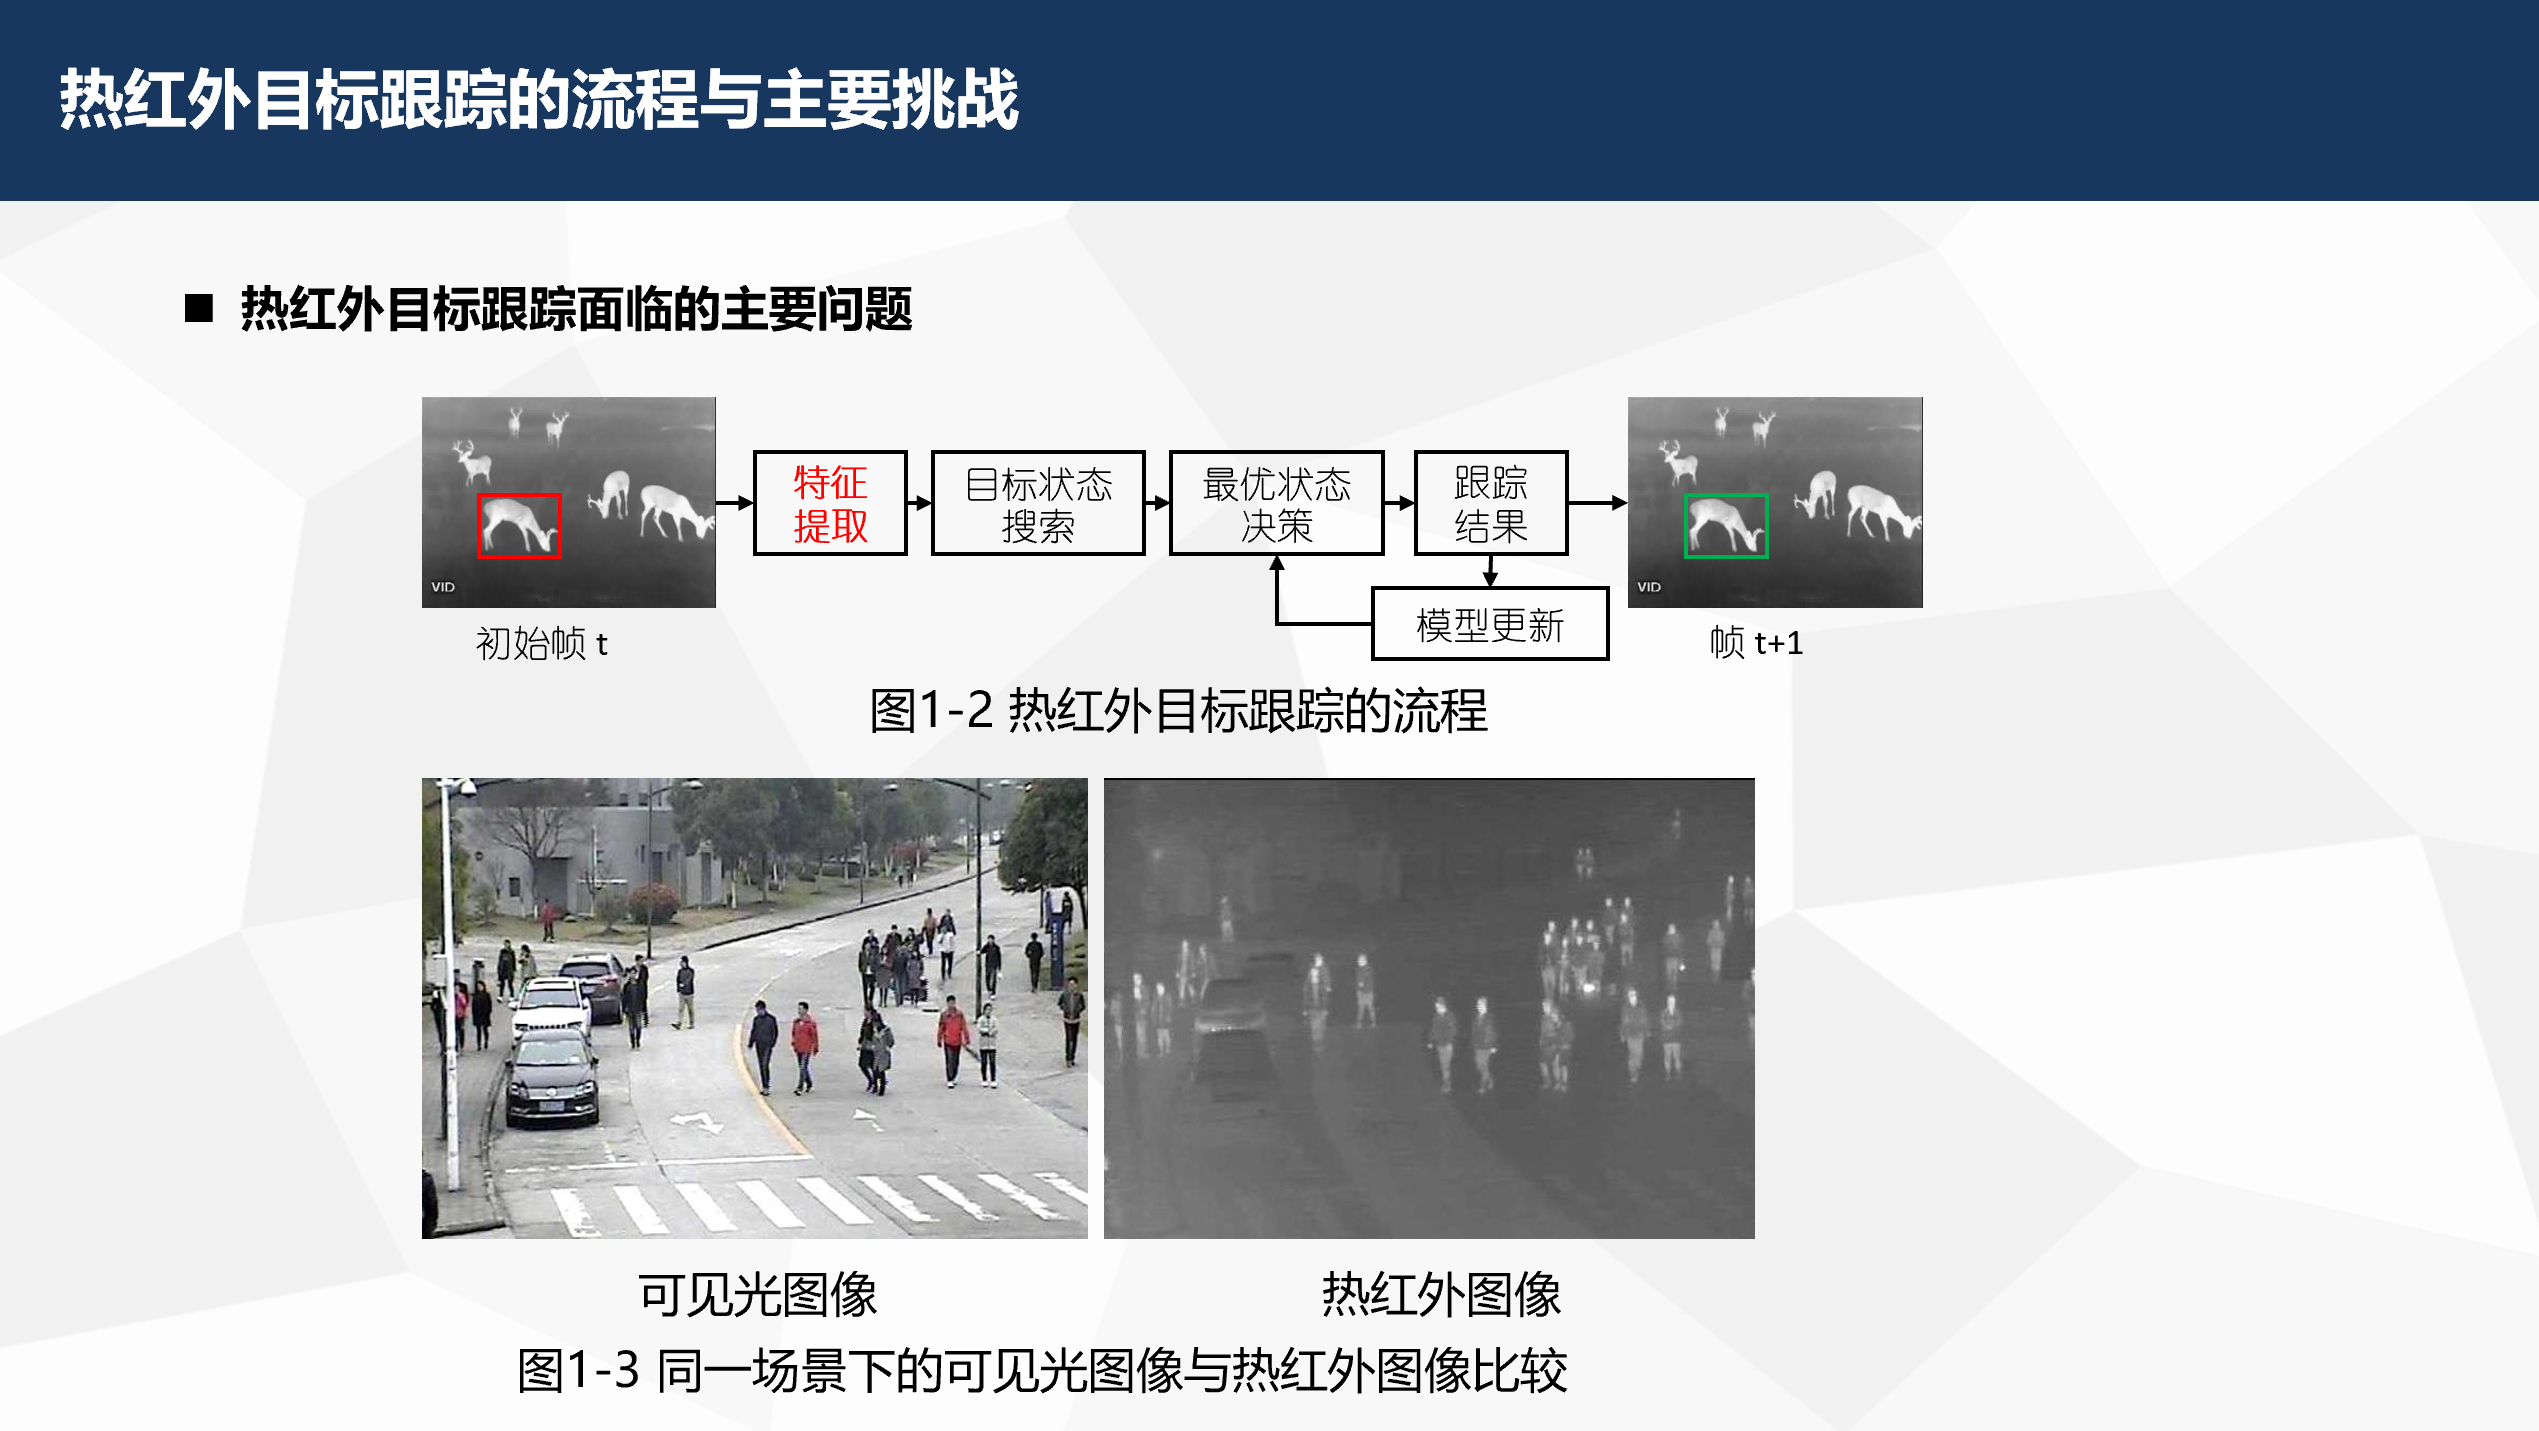 热红外目标跟踪的流程与主要挑战
■ 热红外目标跟踪面临的主要问题
特征
提取
目标状态
搜索
最优状态
决策
跟踪
结果
模型更新
VID
VID
初始帧 t
帧 t+1
图1-2 热红外目标跟踪的流程
可见光图像
热红外图像
图1-3 同一场景下的可见光图像与热红外图像比较